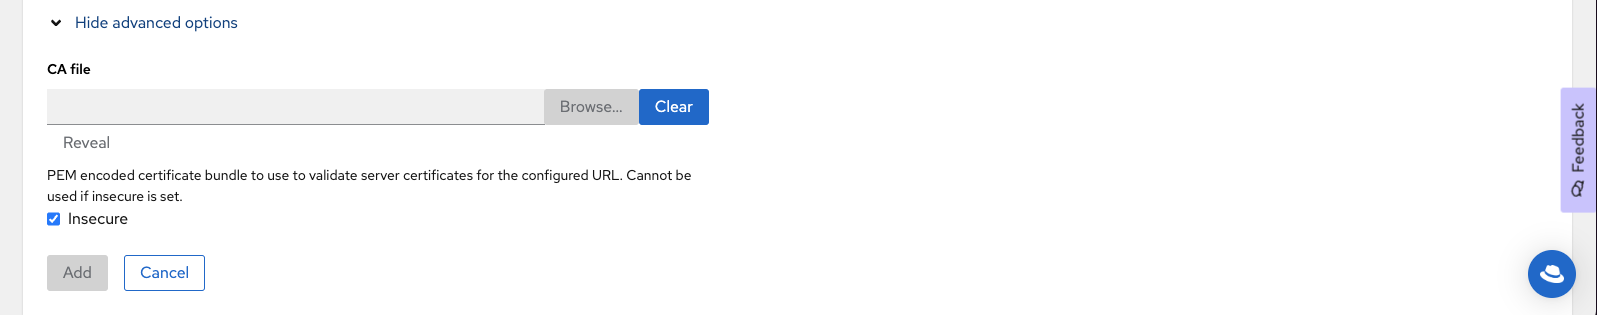 Hide advanced options
CA file
Browse...
Clear
Reveal
PEM encoded certificate bundle to use to validate server certificates for the configured URL. Cannot be
used if insecure is set.
Insecure
Add
Cancel
Feedback